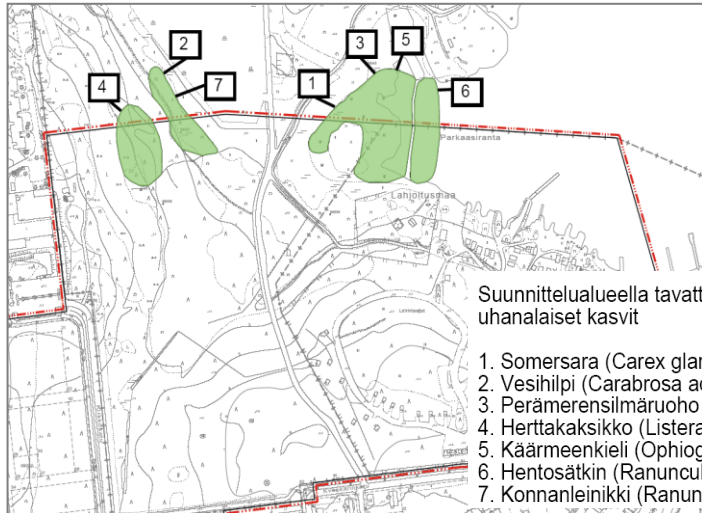 2
3
5
4
7
1
6
Parkaasiranta
Lahjoitusmaa
Suunnittelualueella tavatt
uhanalaiset kasvit
1. Somersara (Carex glar
2. Vesihilpi (Carabrosa ac
3. Perämerensilmäruoho
4. Herttakaksikko (Listera
5. Käärmeenkieli (Ophiog
6. Hentosätkin (Ranuncul
7. Konnanleinikki (Ranun